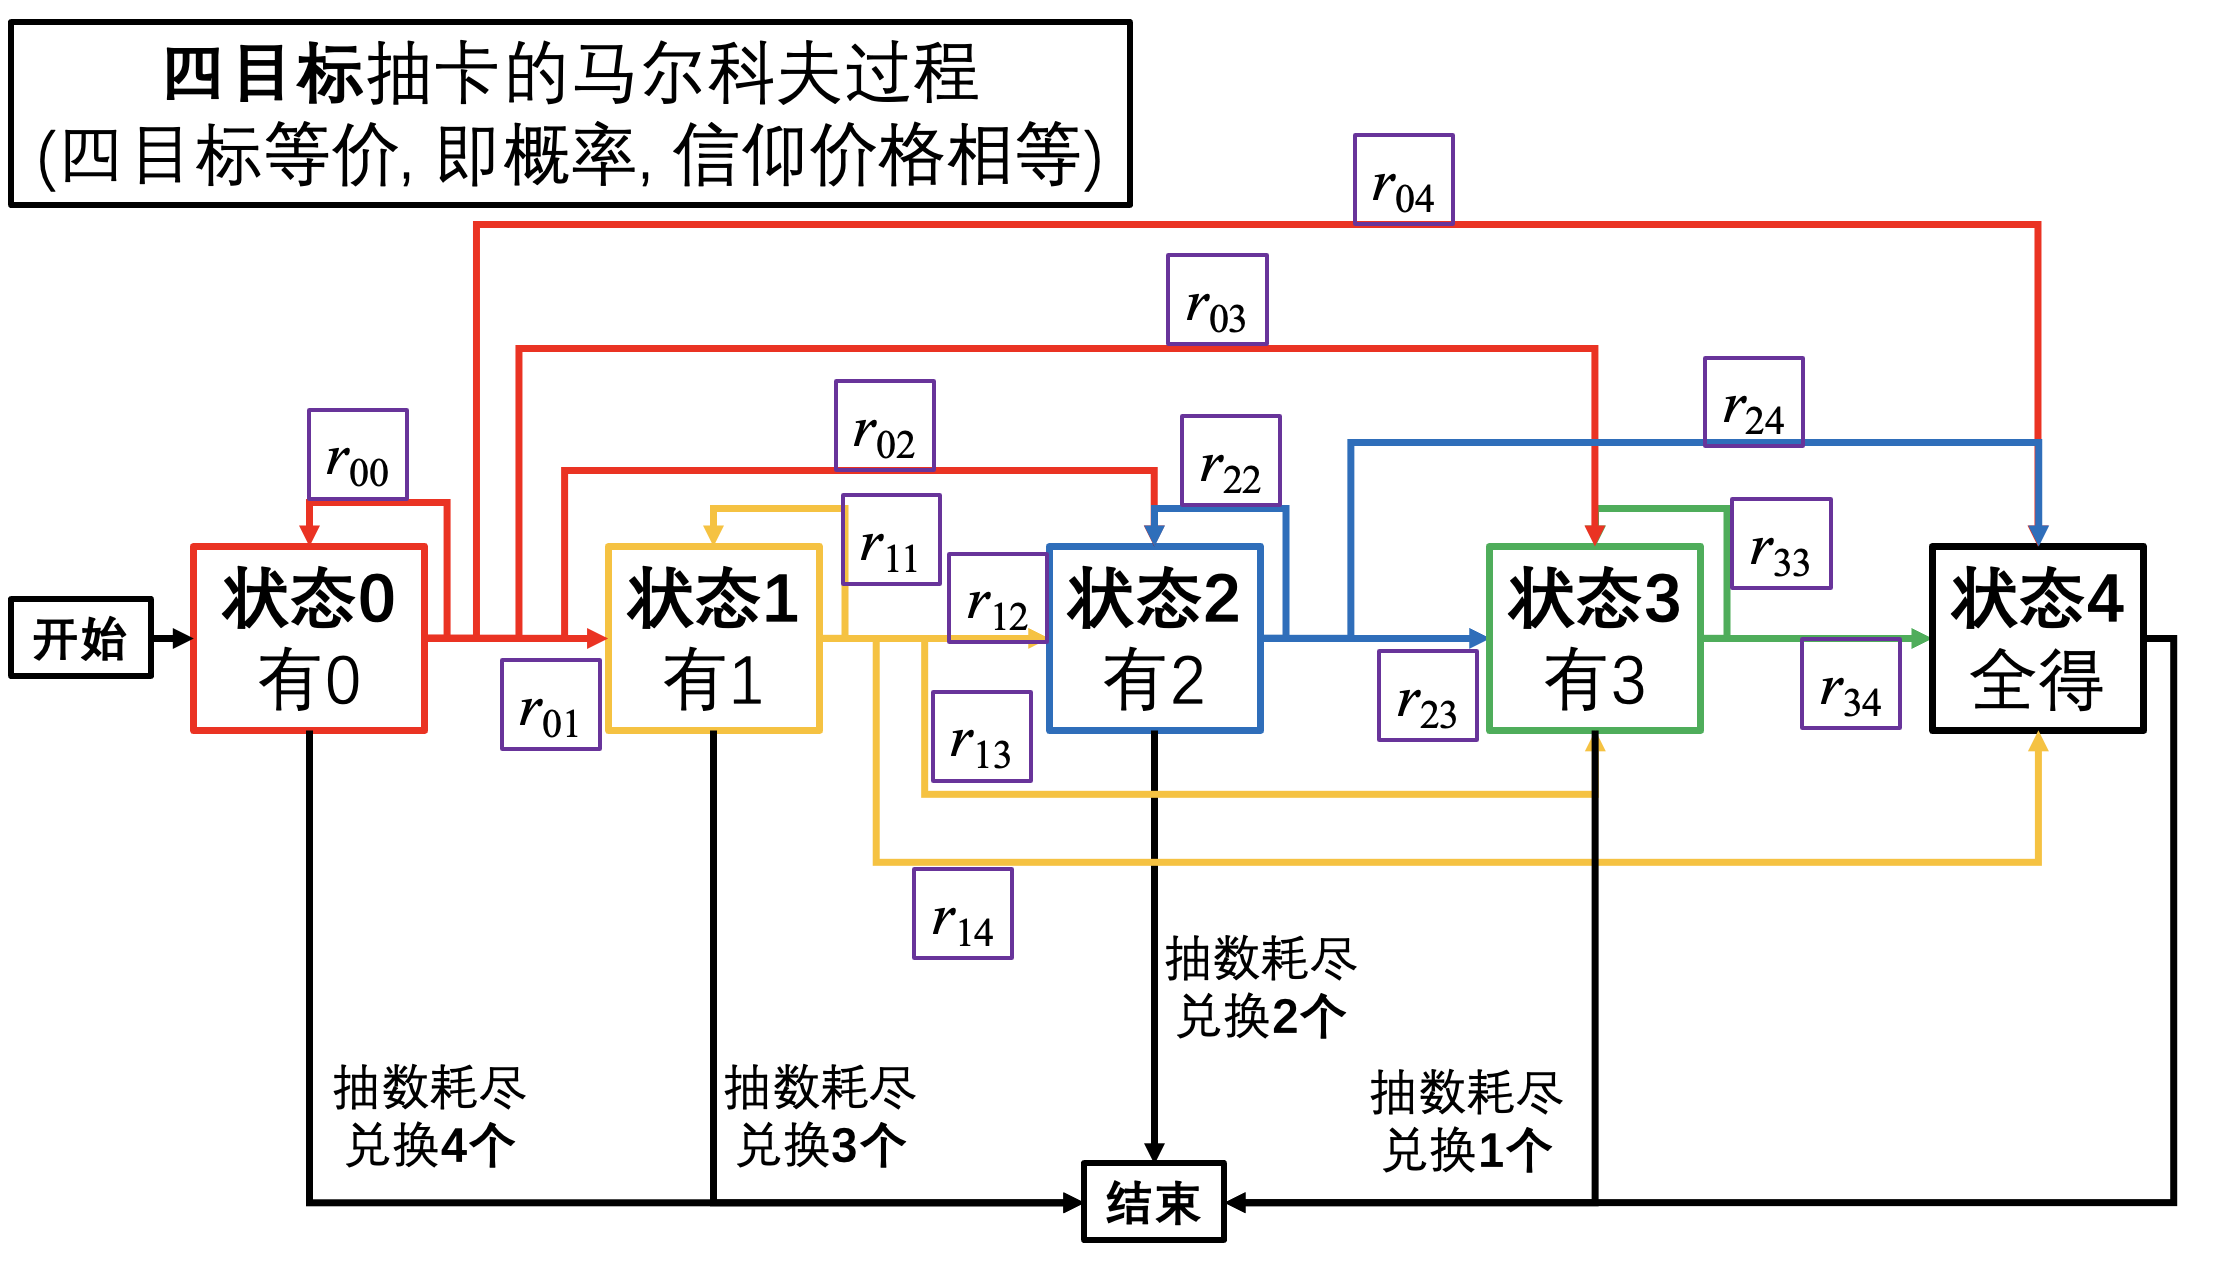 四目标抽卡的马尔科夫过程
(四目标等价, 即概率, 信仰价格相等)
r04
r03
r24
r02
r00
r22
r11
r33
r12
开始
状态0
有0
状态1
有1
状态2
有2
状态3
有3
状态4
全得
r01
r13
r23
r34
r14
抽数耗尽
兑换2个
抽数耗尽
兑换4个
抽数耗尽
兑换3个
抽数耗尽
兑换1个
结束